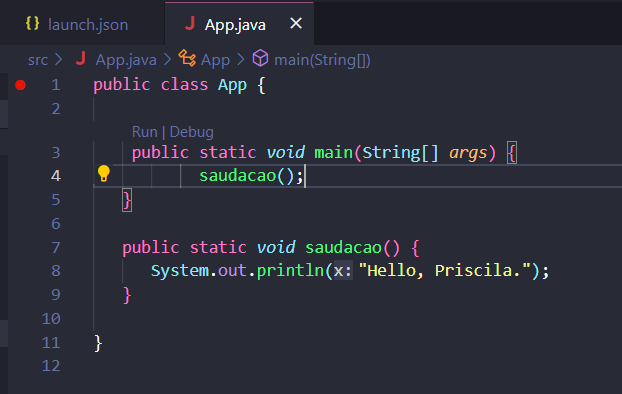 {} launch.json J App.java ×
src > J App.java > App > main(String[])
1 public class App {
2
Run | Debug
3 public static void main(String[] args) {
4 saudacao();
5 }
6
7 public static void saudacao() {
8 System.out.println(x: "Hello, Priscila.");
9 }
10
11 }
12